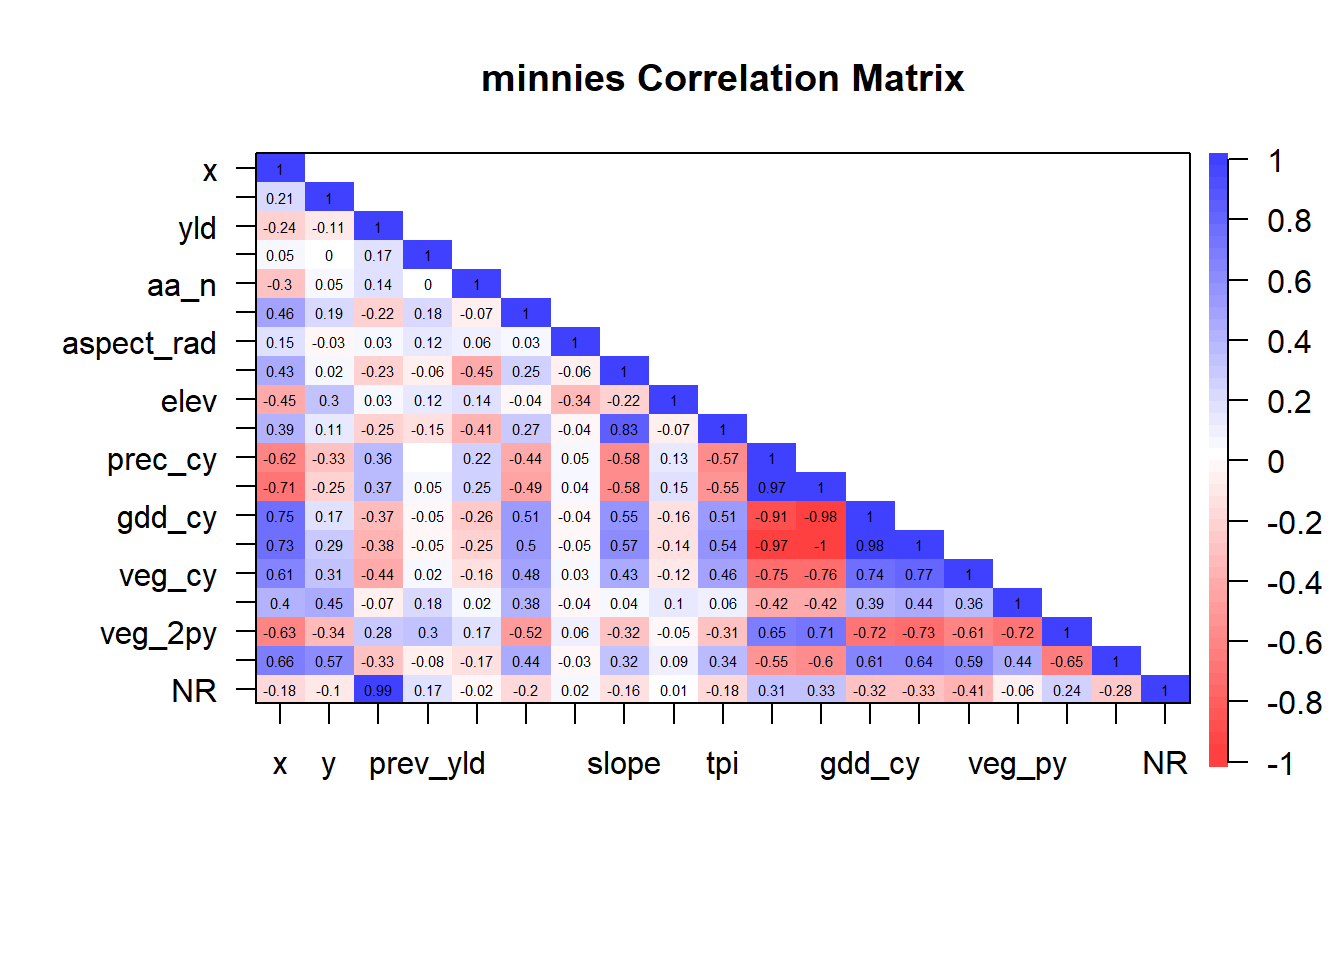 minnies Correlation Matrix
x 1 1
0.21 1 0.8
yld -0.24 -0.11 1 0.6
0.05 0 0.17 1
aa_n -0.3 0.05 0.14 0 1 0.4
0.46 0.19 -0.22 0.18 -0.07 1
aspect_rad 0.15 -0.03 0.03 0.12 0.06 0.03 1
0.43 0.02 -0.23 -0.06 -0.45 0.25 -0.06 1
elev -0.45 0.3 0.03 0.12 0.14 -0.04 -0.34 -0.22 1 0.2
0.39 0.11 -0.25 -0.15 -0.41 0.27 -0.04 0.83 -0.07 1
prec_cy -0.62 -0.33 0.36 0.22 -0.44 0.05 -0.58 0.13 -0.57 1 0
-0.71 -0.25 0.37 0.05 0.25 -0.49 0.04 -0.58 0.15 -0.55 0.97 1
gdd_cy 0.75 0.17 -0.37 -0.05 -0.26 0.51 -0.04 0.55 -0.16 0.51 -0.91 -0.98 1 -0.2
0.73 0.29 -0.38 -0.05 -0.25 0.5 -0.05 0.57 -0.14 0.54 -0.97 -1 0.98 1
veg_cy 0.61 0.31 -0.44 0.02 -0.16 0.48 0.03 0.43 -0.12 0.46 -0.75 -0.76 0.74 0.77 1 -0.4
0.4 0.45 -0.07 0.18 0.02 0.38 -0.04 0.04 0.1 0.06 -0.42 -0.42 0.39 0.44 0.36 1
veg_2py -0.63 -0.34 0.28 0.3 0.17 -0.52 0.06 -0.32 -0.05 -0.31 0.65 0.71 -0.72 -0.73 -0.61 -0.72 1 -0.6
0.66 0.57 -0.33 -0.08 -0.17 0.44 -0.03 0.32 0.09 0.34 -0.55 -0.6 0.61 0.64 0.59 0.44 -0.65 1
NR -0.18 -0.1 0.99 0.17 -0.02 -0.2 0.02 -0.16 0.01 -0.18 0.31 0.33 -0.32 -0.33 -0.41 -0.06 0.24 -0.28 1 -0.8
x y prev_yld slope tpi gdd_cy veg_py NR -1